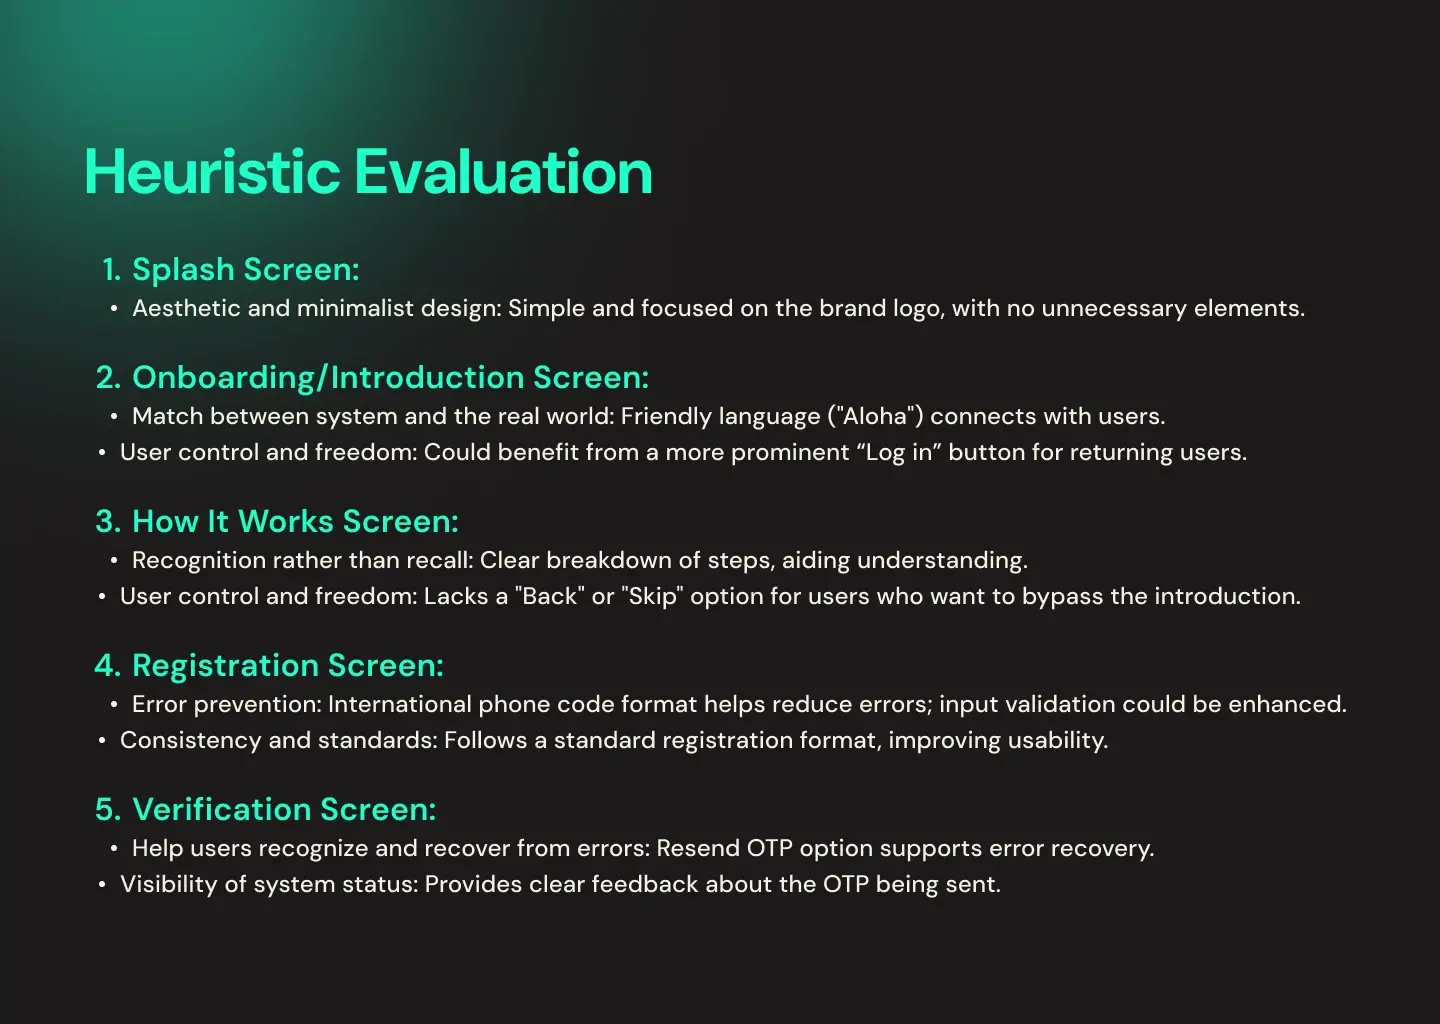 Heuristic Evaluation
1. Splash Screen:
• Aesthetic and minimalist design: Simple and focused on the brand logo, with no unnecessary elements.
2. Onboarding/Introduction Screen:
• Match between system and the real world: Friendly language ("Aloha") connects with users.
• User control and freedom: Could benefit from a more prominent “Log in” button for returning users.
3. How It Works Screen:
• Recognition rather than recall: Clear breakdown of steps, aiding understanding.
• User control and freedom: Lacks a "Back" or "Skip" option for users who want to bypass the introduction.
4. Registration Screen:
• Error prevention: International phone code format helps reduce errors; input validation could be enhanced.
• Consistency and standards: Follows a standard registration format, improving usability.
5. Verification Screen:
• Help users recognize and recover from errors: Resend OTP option supports error recovery.
• Visibility of system status: Provides clear feedback about the OTP being sent.